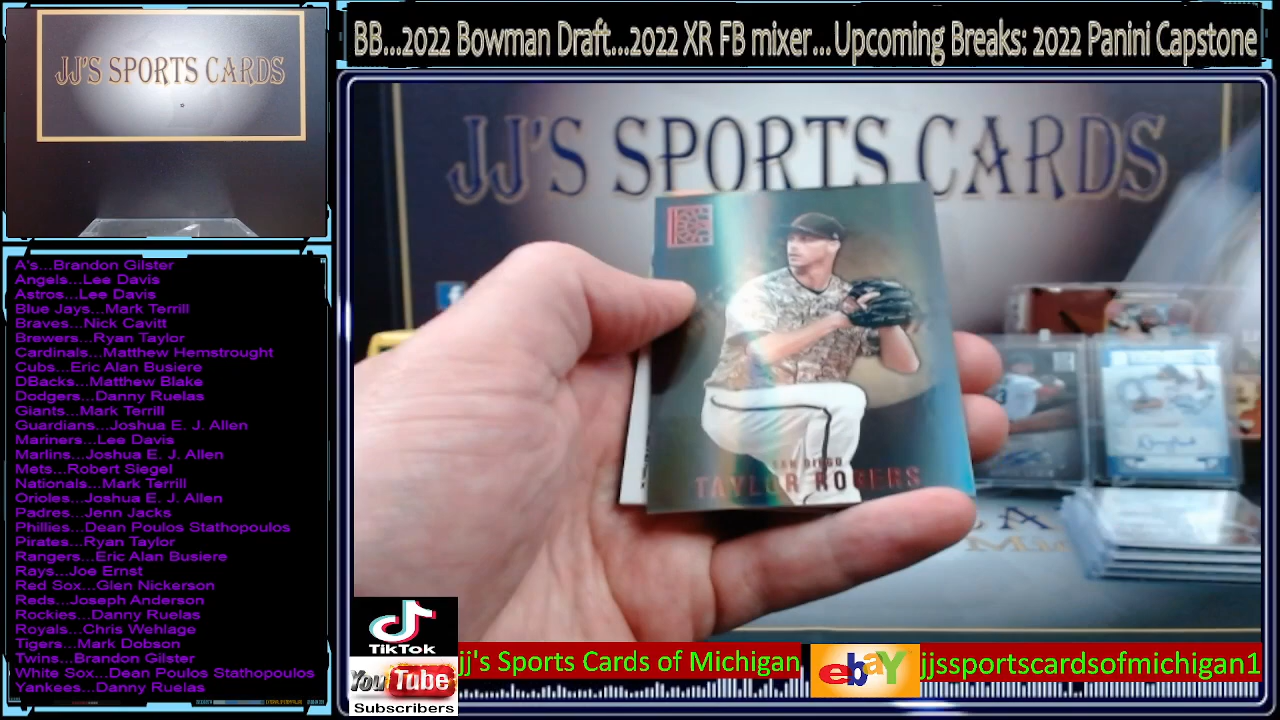 BB...2022 Bowman Draft...2022 XR FB mixer...Upcoming Breaks: 2022 Panini Capstone
JJ'S SPORTS CARDS
JJ'S SPORTS CARDS
SAN DIEGO
TAYLOR ROGERS
A's...Brandon Gilster
Angels...Lee Davis
Astros...Lee Davis
Blue Jays...Mark Terrill
Braves...Nick Cavitt
Brewers...Ryan Taylor
Cardinals...Matthew Hemstrought
Cubs...Eric Alan Busiere
DBacks...Matthew Blake
Dodgers...Danny Ruelas
Giants...Mark Terrill
Guardians...Joshua E. J. Allen
Mariners...Lee Davis
Marlins...Joshua E. J. Allen
Mets...Robert Siegel
Nationals...Mark Terrill
Orioles...Joshua E. J. Allen
Padres...Jenn Jacks
Phillies...Dean Poulos Stathopoulos
Pirates...Ryan Taylor
Rangers...Eric Alan Busiere
Rays...Joe Ernst
Red Sox...Glen Nickerson
Reds...Joseph Anderson
Rockies...Danny Ruelas
Royals...Chris Wehlage
Tigers...Mark Dobson
Twins...Brandon Gilster
White Sox...Dean Poulos Stathopoulos
Yankees...Danny Ruelas
TikTok
YouTube
Subscribers
jj's Sports Cards of Michigan
ebaY
jjssportscardsofmichigan1